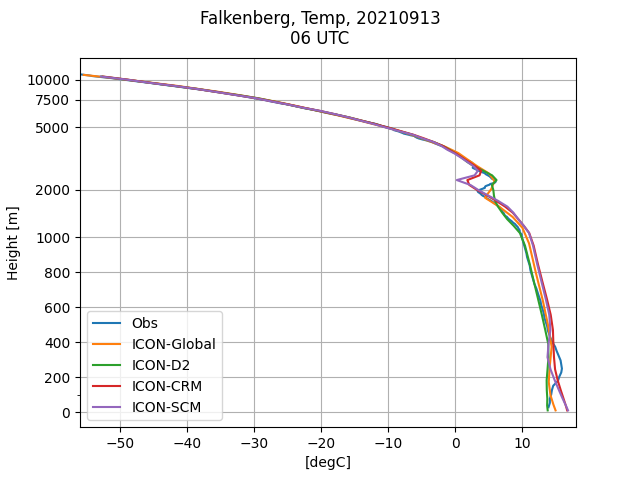 Falkenberg, Temp, 20210913
06 UTC
10000
7500
5000
2000
1000
800
600
400
200
0
Height [m]
Obs
ICON-Global
ICON-D2
ICON-CRM
ICON-SCM
−50
−40
−30
−20
−10
0
10
[degC]